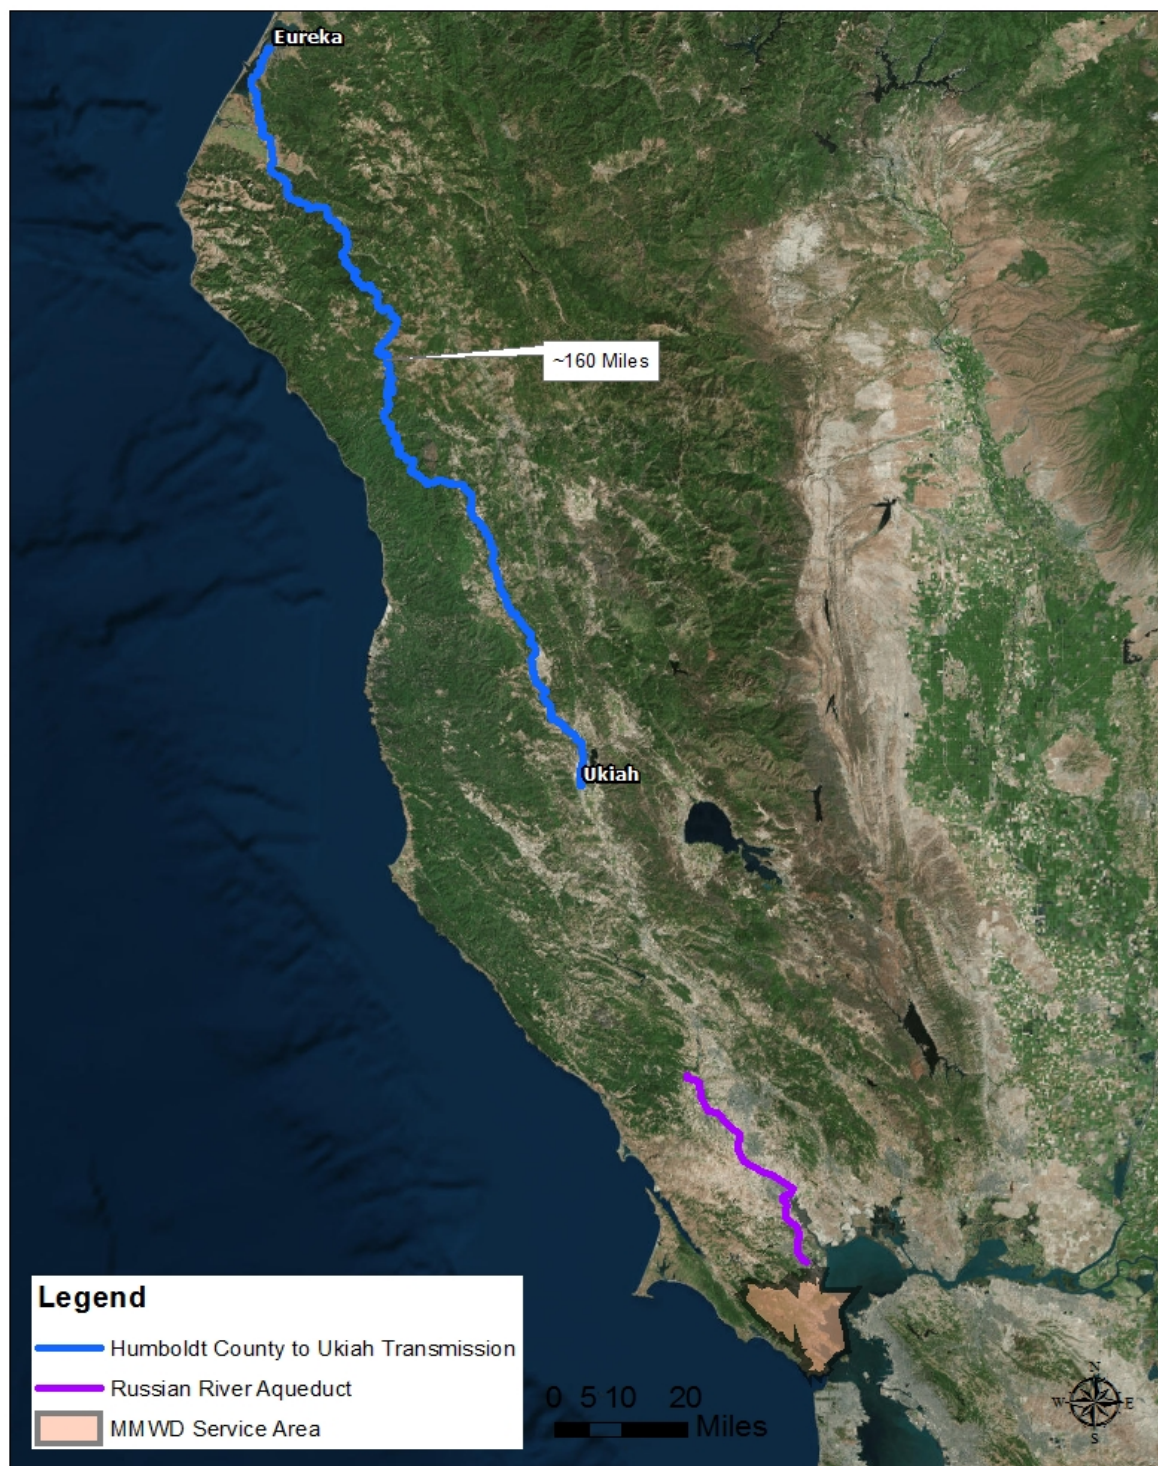 Eureka
~160 Miles
Ukiah
Legend
Humboldt County to Ukiah Transmission
Russian River Aqueduct
MMWD Service Area
0 5 10 20
Miles
N
W E
S